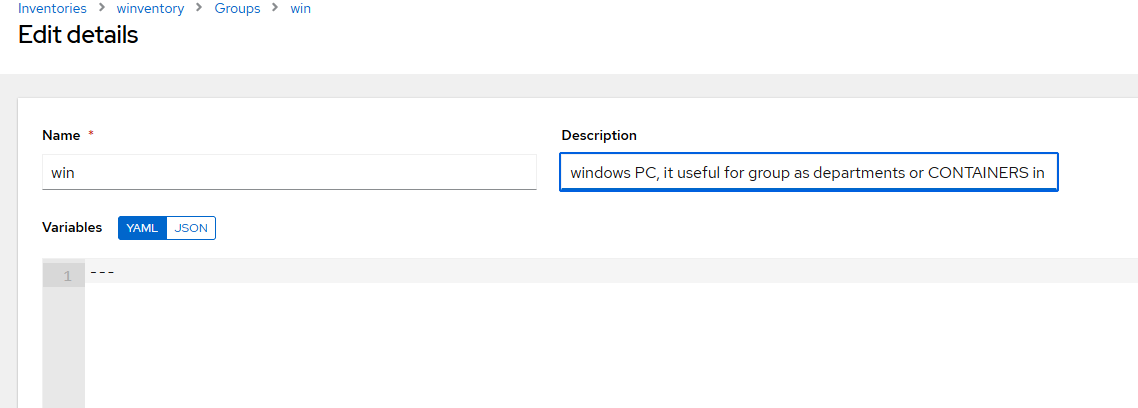 Inventories > winventory > Groups > win
Edit details
Name * Description
win windows PC, it useful for group as departments or CONTAINERS in
Variables YAML JSON
1 ---